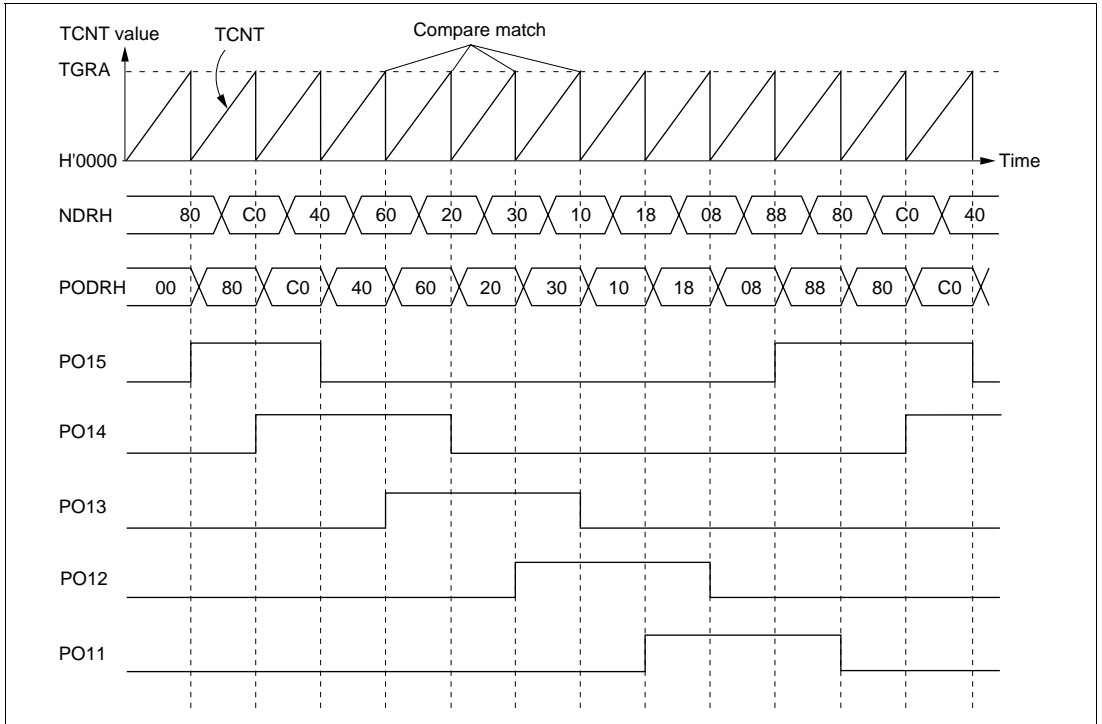 TCNT value
TCNT
Compare match
TGRA
H'0000
Time
NDRH 80 C0 40 60 20 30 10 18 08 88 80 C0 40
PODRH 00 80 C0 40 60 20 30 10 18 08 88 80 C0
PO15
PO14
PO13
PO12
PO11